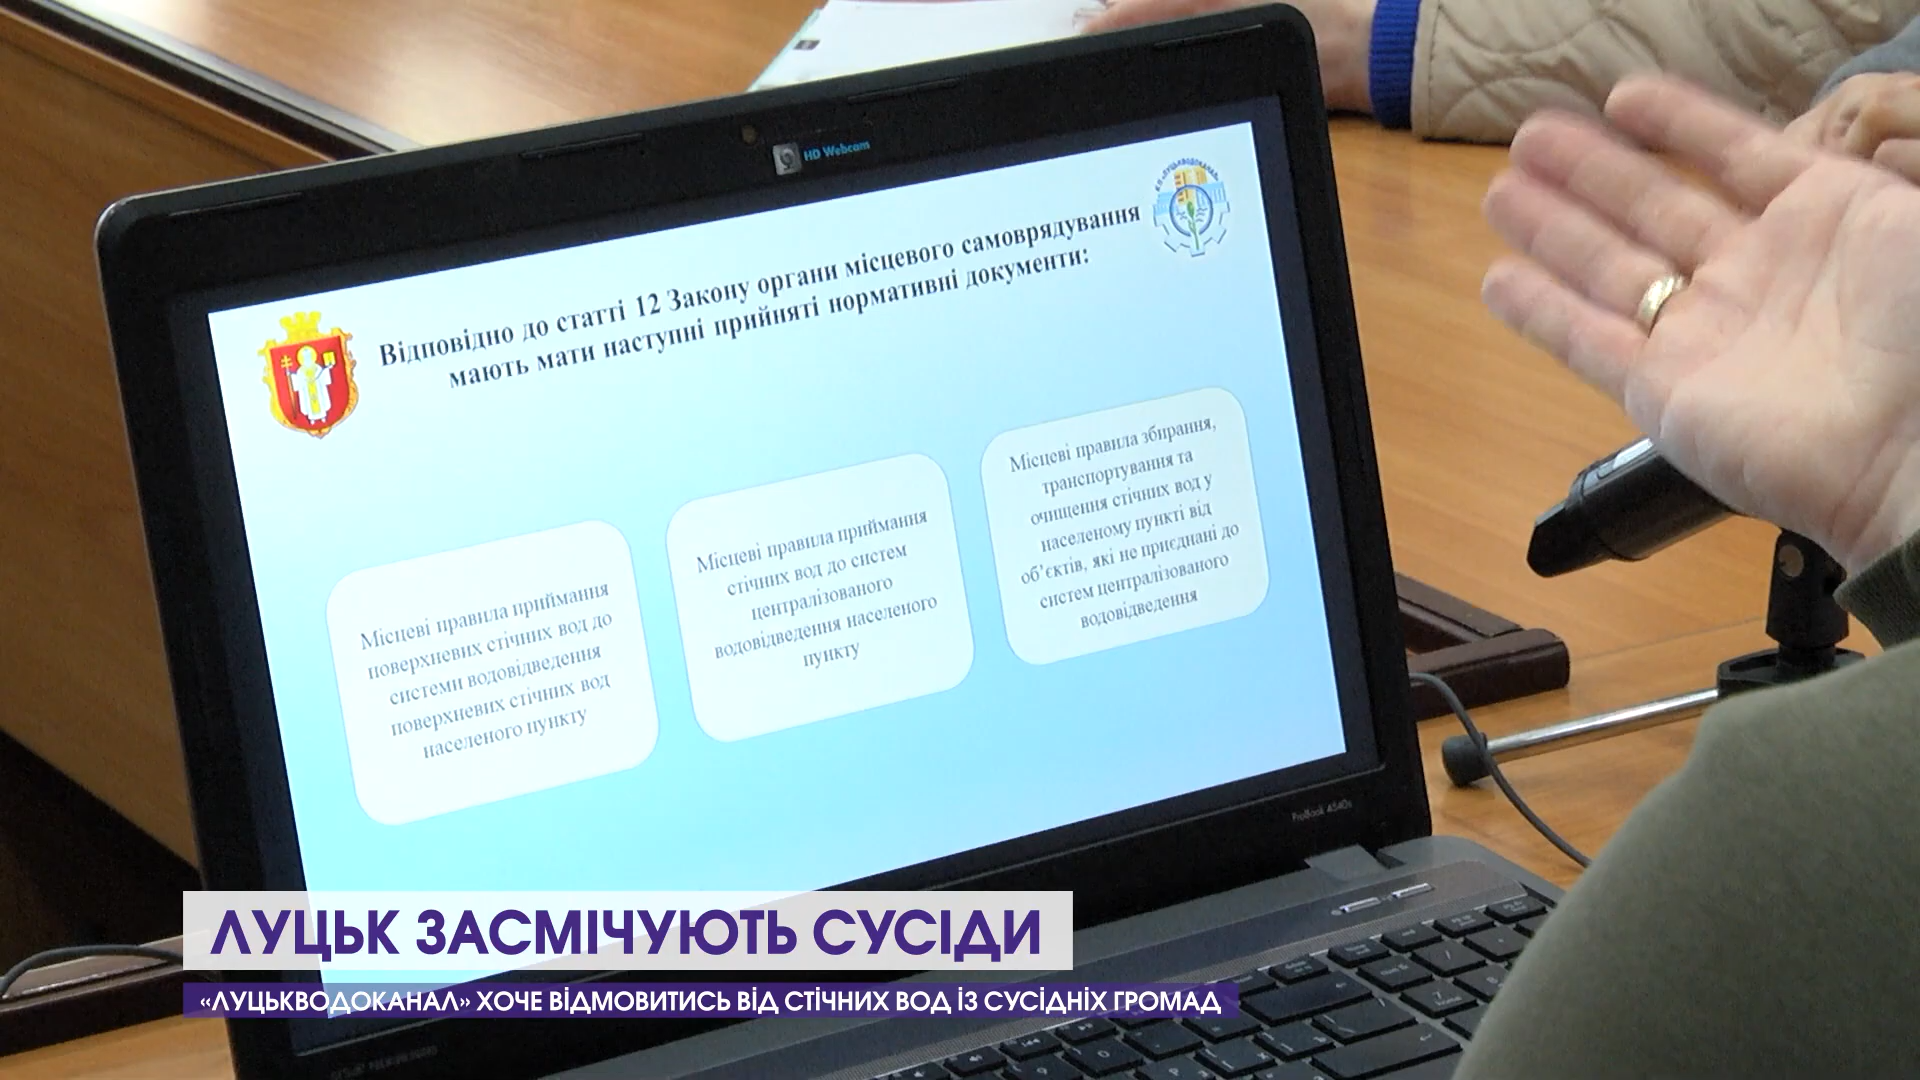 HD Webcam
КП «ЛУЦЬКВОДОКАНАЛ»
Відповідно до статті 12 Закону органи місцевого самоврядування
мають мати наступні прийняті нормативні документи:
Місцеві правила приймання
поверхневих стічних вод до
системи водовідведення
поверхневих стічних вод
населеного пункту
Місцеві правила приймання
стічних вод до систем
централізованого
водовідведення населеного
пункту
Місцеві правила збирання,
транспортування та
очищення стічних вод у
населеному пункті від
об’єктів, які не приєднані до
систем централізованого
водовідведення
ProBook 4540s
ЛУЦЬК ЗАСМІЧУЮТЬ СУСІДИ
«ЛУЦЬКВОДОКАНАЛ» ХОЧЕ ВІДМОВИТИСЬ ВІД СТІЧНИХ ВОД ІЗ СУСІДНІХ ГРОМАД